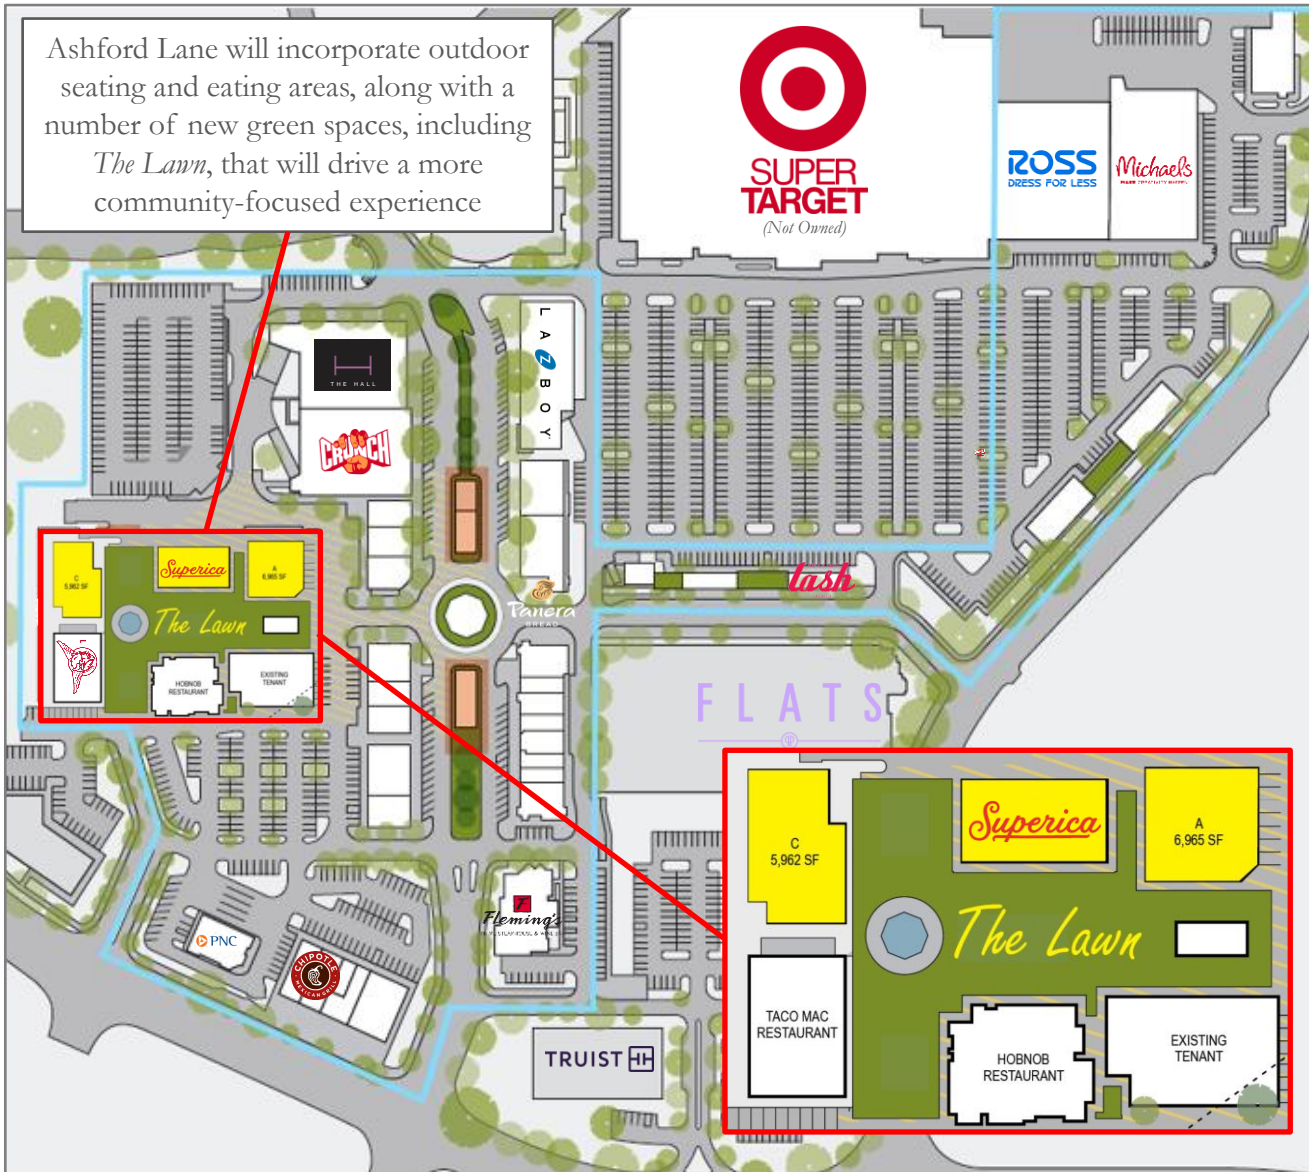 Ashford Lane will incorporate outdoor
seating and eating areas, along with a
number of new green spaces, including
The Lawn, that will drive a more
community-focused experience
SUPER
TARGET
(Not Owned)
ROSS
DRESS FOR LESS
Michaels
LAZBOY
H
THE HALL
CRUNCH
C
5,962 SF
Superica
A
6,965 SF
The Lawn
HOBNOB
RESTAURANT
EXISTING
TENANT
Panera
BREAD
lash
FLATS
PNC
CHIPOTLE
MEXICAN GRILL
F
Fleming's
TRUIST
C
5,962 SF
Superica
A
6,965 SF
The Lawn
TACO MAC
RESTAURANT
HOBNOB
RESTAURANT
EXISTING
TENANT